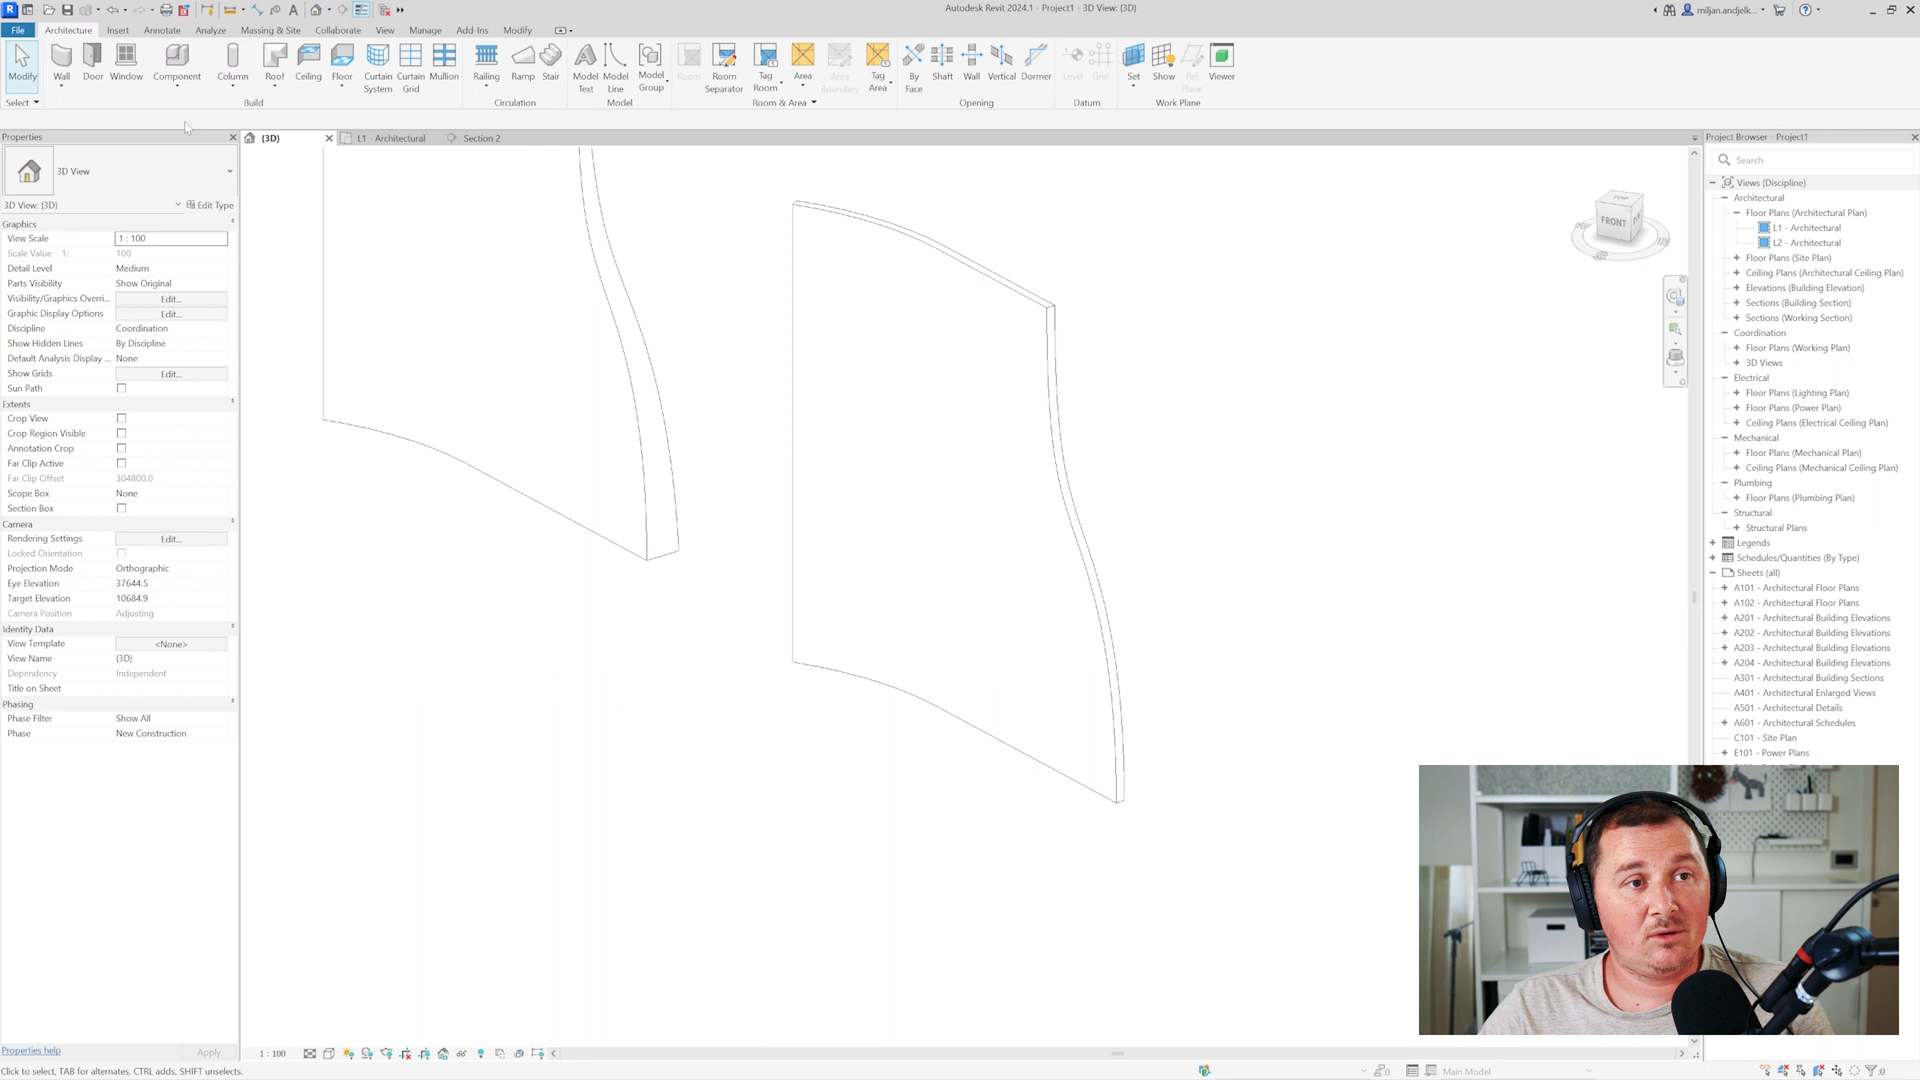 Autodesk Revit 2024.1 - Project1 - 3D View: {3D}
miljan.andjelk...
File Architecture Insert Annotate Analyze Massing & Site Collaborate View Manage Add-Ins Modify
Modify Wall Door Window Component Column Roof Ceiling Floor Curtain System Curtain Grid Mullion Railing Ramp Stair Model Text Model Line Model Group Room Room Separator Tag Room Area Area Boundary Tag Area By Face Shaft Wall Vertical Dormer Level Grid Set Show Ref Plane Viewer
Select Build Circulation Model Room & Area Opening Datum Work Plane
Properties
{3D} L1 - Architectural Section 2
Project Browser - Project1
3D View
3D View: {3D} Edit Type
Graphics
View Scale 1 : 100
Scale Value 1: 100
Detail Level Medium
Parts Visibility Show Original
Visibility/Graphics Overri... Edit...
Graphic Display Options Edit...
Discipline Coordination
Show Hidden Lines By Discipline
Default Analysis Display ... None
Show Grids Edit...
Sun Path
Extents
Crop View
Crop Region Visible
Annotation Crop
Far Clip Active
Far Clip Offset 304800.0
Scope Box None
Section Box
Camera
Rendering Settings Edit...
Locked Orientation
Projection Mode Orthographic
Eye Elevation 37644.5
Target Elevation 10684.9
Camera Position Adjusting
Identity Data
View Template <None>
View Name {3D}
Dependency Independent
Title on Sheet
Phasing
Phase Filter Show All
Phase New Construction
Properties help Apply
TOP
FRONT
Search
Views (Discipline)
Architectural
Floor Plans (Architectural Plan)
L1 - Architectural
L2 - Architectural
Floor Plans (Site Plan)
Ceiling Plans (Architectural Ceiling Plan)
Elevations (Building Elevation)
Sections (Building Section)
Sections (Working Section)
Coordination
Floor Plans (Working Plan)
3D Views
Electrical
Floor Plans (Lighting Plan)
Floor Plans (Power Plan)
Ceiling Plans (Electrical Ceiling Plan)
Mechanical
Floor Plans (Mechanical Plan)
Ceiling Plans (Mechanical Ceiling Plan)
Plumbing
Floor Plans (Plumbing Plan)
Structural
Structural Plans
Legends
Schedules/Quantities (By Type)
Sheets (all)
A101 - Architectural Floor Plans
A102 - Architectural Floor Plans
A201 - Architectural Building Elevations
A202 - Architectural Building Elevations
A203 - Architectural Building Elevations
A204 - Architectural Building Elevations
A301 - Architectural Building Sections
A401 - Architectural Enlarged Views
A501 - Architectural Details
A601 - Architectural Schedules
C101 - Site Plan
E101 - Power Plans
1 : 100
Click to select, TAB for alternates, CTRL adds, SHIFT unselects.
:0
Main Model
:0